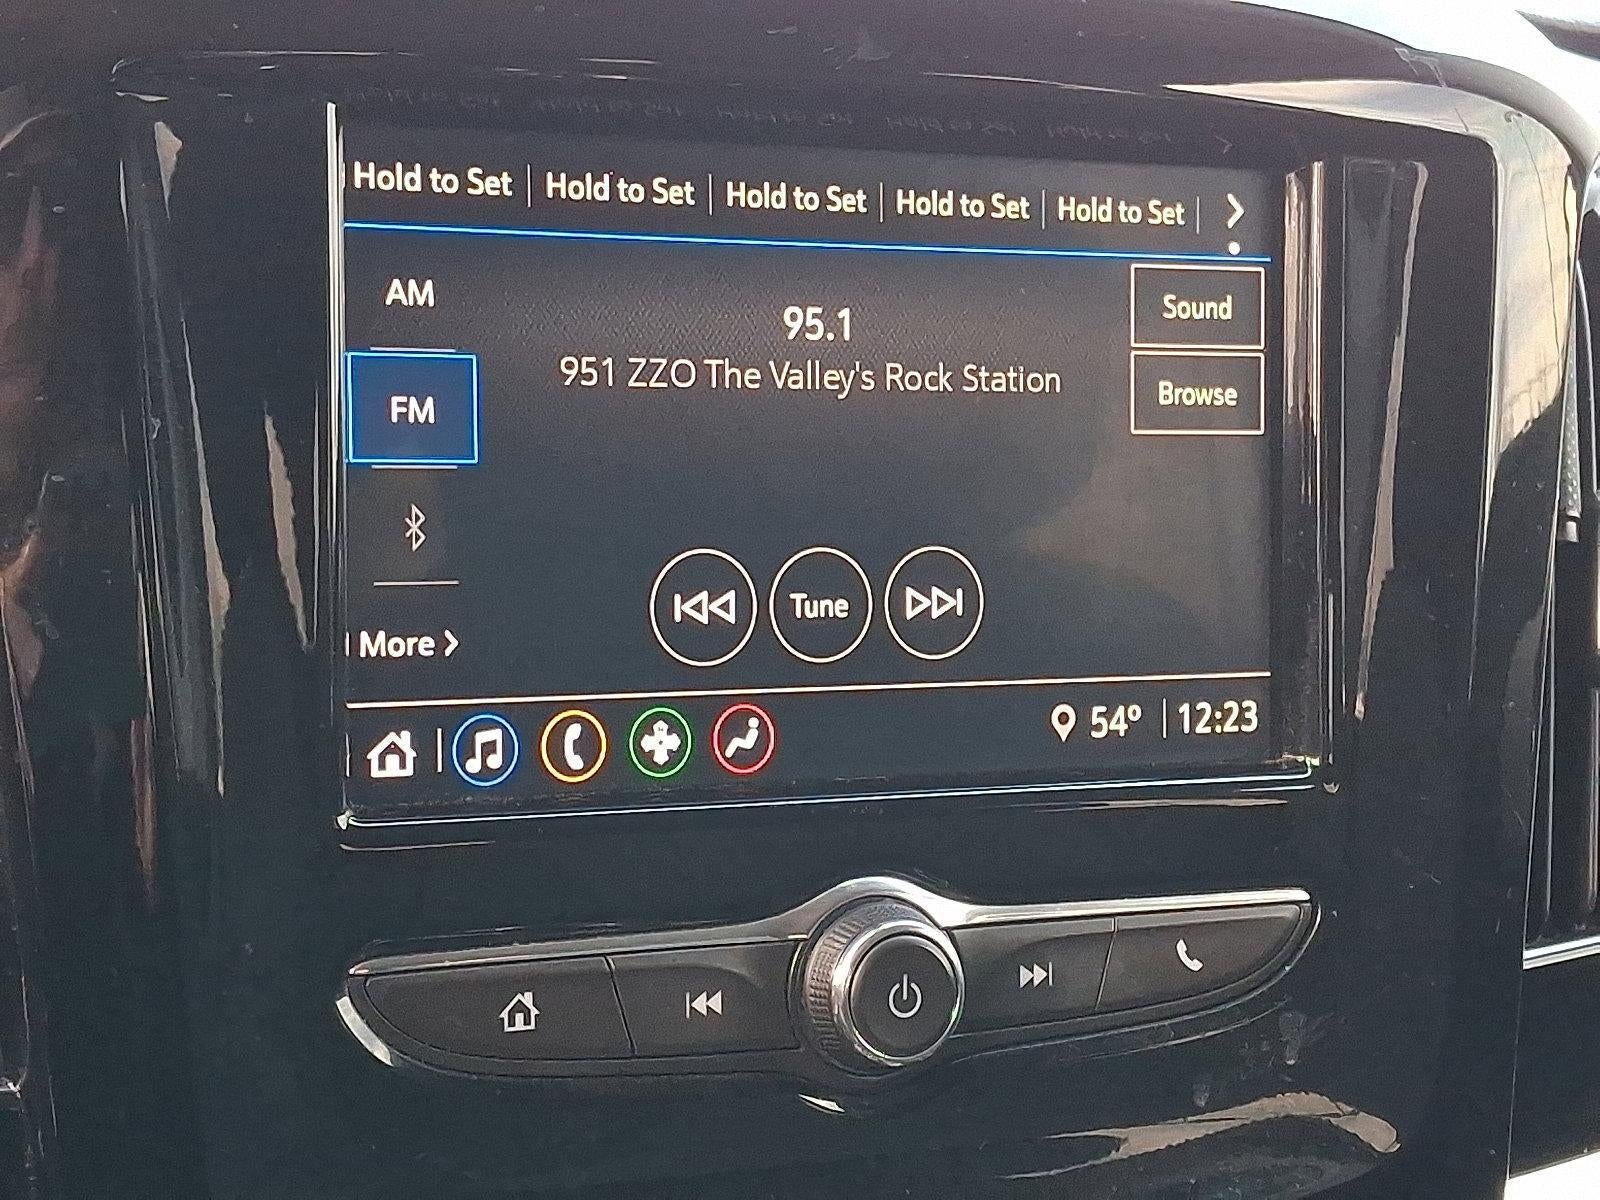 Hold to Set | Hold to Set | Hold to Set | Hold to Set | Hold to Set |
AM
95.1
Sound
951 ZZO The Valley's Rock Station
Browse
FM
Tune
More >
54° | 12:23